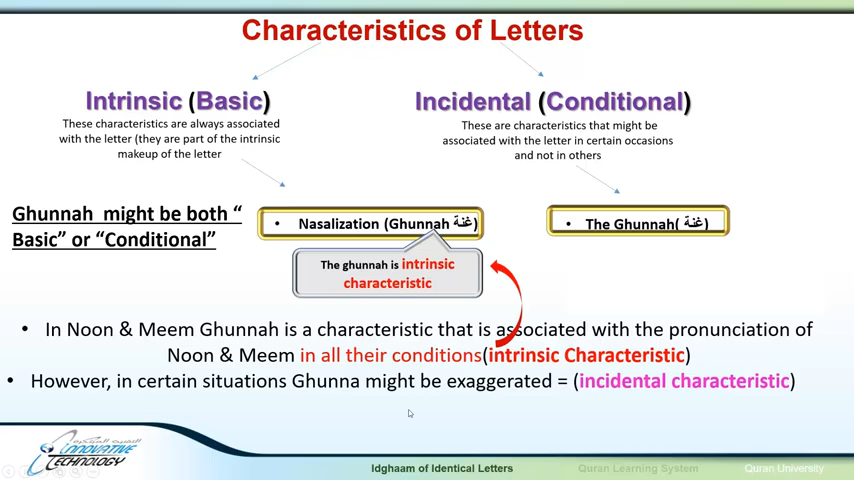 Characteristics of Letters
Intrinsic (Basic)
These characteristics are always associated
with the letter (they are part of the intrinsic
makeup of the letter
Incidental (Conditional)
These are characteristics that might be
associated with the letter in certain occasions
and not in others
Ghunnah might be both “
Basic” or “Conditional”
• Nasalization (Ghunnah غنة)
• The Ghunnah( غنة)
The ghunnah is intrinsic
characteristic
• In Noon & Meem Ghunnah is a characteristic that is associated with the pronunciation of
Noon & Meem in all their conditions(intrinsic Characteristic)
• However, in certain situations Ghunna might be exaggerated = (incidental characteristic)
INNOVATIVE
TECHNOLOGY
Idghaam of Identical Letters
Quran Learning System
Quran University